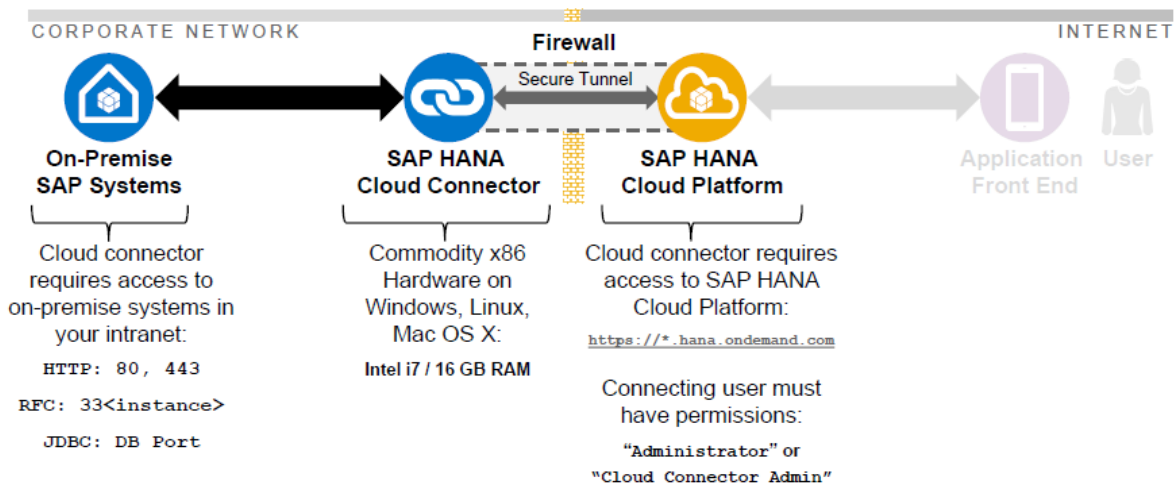 CORPORATE NETWORK
INTERNET
Firewall
Secure Tunnel
On-Premise
SAP Systems
SAP HANA
Cloud Connector
SAP HANA
Cloud Platform
Application
Front End
User
Cloud connector
requires access to
on-premise systems in
your intranet:
HTTP: 80, 443
RFC: 33<instance>
JDBC: DB Port
Commodity x86
Hardware on
Windows, Linux,
Mac OS X:
Intel i7 / 16 GB RAM
Cloud connector requires
access to SAP HANA
Cloud Platform:
https://*.hana.ondemand.com
Connecting user must
have permissions:
“Administrator” or
“Cloud Connector Admin”